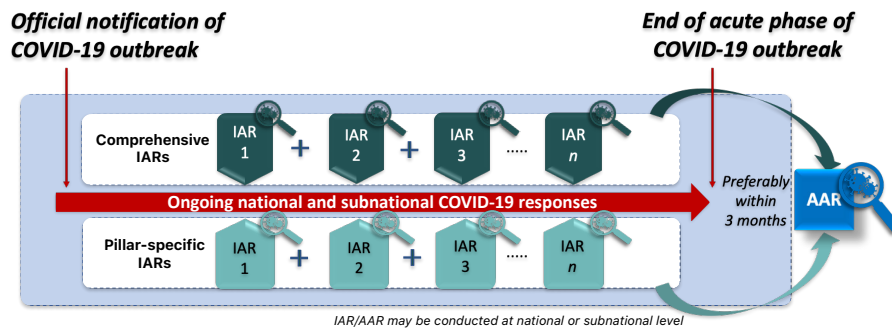 Official notification of
COVID-19 outbreak
End of acute phase of
COVID-19 outbreak
Comprehensive
IARs
IAR
1
+
IAR
2
+
IAR
3
.....
IAR
n
Ongoing national and subnational COVID-19 responses
Preferably
within
3 months
AAR
Pillar-specific
IARs
IAR
1
+
IAR
2
+
IAR
3
.....
IAR
n
IAR/AAR may be conducted at national or subnational level